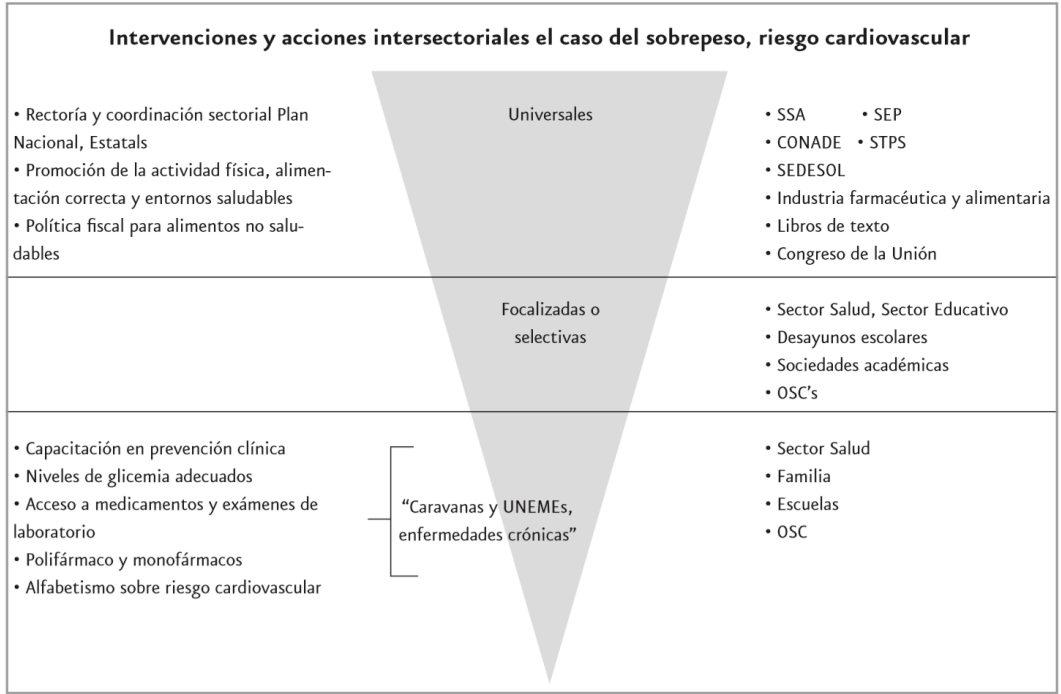 Intervenciones y acciones intersectoriales el caso del sobrepeso, riesgo cardiovascular
• Rectoría y coordinación sectorial Plan
Nacional, Estatals
• Promoción de la actividad física, alimen-
tación correcta y entornos saludables
• Política fiscal para alimentos no salu-
dables
Universales
• SSA • SEP
• CONADE • STPS
• SEDESOL
• Industria farmacéutica y alimentaria
• Libros de texto
• Congreso de la Unión
Focalizadas o
selectivas
• Sector Salud, Sector Educativo
• Desayunos escolares
• Sociedades académicas
• OSC’s
• Capacitación en prevención clínica
• Niveles de glicemia adecuados
• Acceso a medicamentos y exámenes de
laboratorio
• Polifármaco y monofármacos
• Alfabetismo sobre riesgo cardiovascular
“Caravanas y UNEMEs,
enfermedades crónicas”
• Sector Salud
• Familia
• Escuelas
• OSC